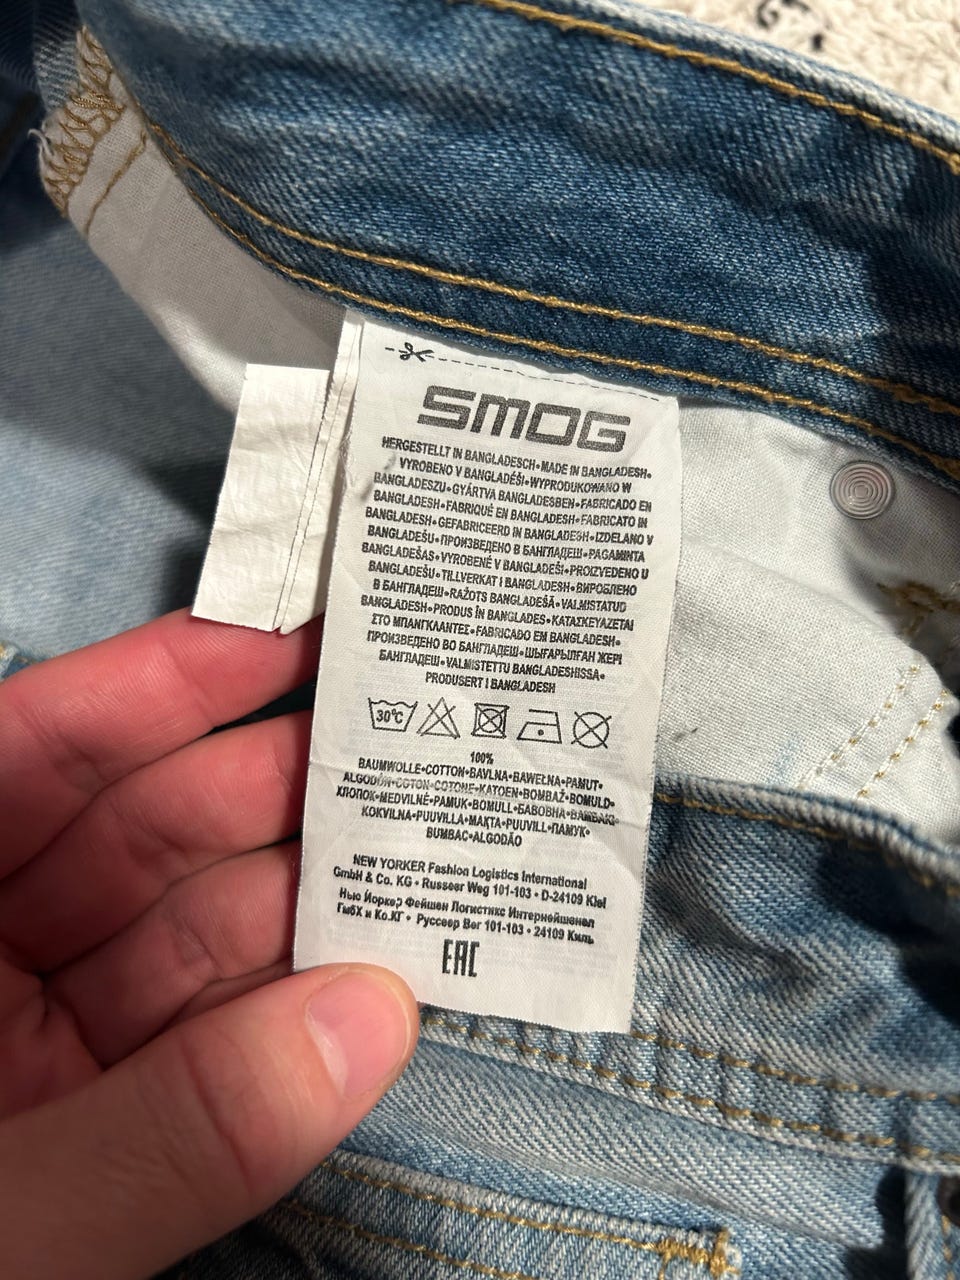 SMOG
HERGESTELLT IN BANGLADESCH•MADE IN BANGLADESH•
VYROBENO V BANGLADÉŠI•WYPRODUKOWANO W
BANGLADESZU•GYÁRTVA BANGLADESBEN•FABRICADO EN
BANGLADESH•FABRIQUÉ EN BANGLADESH•FABRICATO IN
BANGLADESH•GEFABRICEERD IN BANGLADESH•IZDELANO V
BANGLADEŠU•ПРОИЗВЕДЕНО В БАНГЛАДЕШ•PAGAMINTA
BANGLADEŠAS•VYROBENÉ V BANGLADEŠI•PROIZVEDENO U
BANGLADEŠU•TILLVERKAT I BANGLADESH•ВИРОБЛЕНО
В БАНГЛАДЕШ•RAŽOTS BANGLADEŠĀ•VALMISTATUD
BANGLADESH•PRODUS ÎN BANGLADES•ΚΑΤΑΣΚΕΥΑΖΕΤΑΙ
ΣΤΟ ΜΠΑΝΓΚΛΑΝΤΕΣ•FABRICADO EM BANGLADESH•
ПРОИЗВЕДЕНО ВО БАНГЛАДЕШ•ШЫҒАРЫЛҒАН ЖЕРІ
БАНГЛАДЕШ•VALMISTETTU BANGLADESHISSA•
PRODUSERT I BANGLADESH
30°C
100%
BAUMWOLLE•COTTON•BAVLNA•BAWEŁNA•PAMUT•
ALGODÓN•COTON•COTONE•KATOEN•BOMBAŽ•BOMULD•
ХЛОПОК•MEDVILNĖ•PAMUK•BOMULL•БАВОВНА•ΒΑΜΒΑΚΙ•
KOKVILNA•PUUVILLA•МАҚТА•PUUVILL•ПАМУК•
BUMBAC•ALGODÃO
NEW YORKER Fashion Logistics International
GmbH & Co. KG • Russeer Weg 101-103 • D-24109 Kiel
Нью Йоркер Фейшен Логистикс Интернейшенел
ГмбХ и Ко.КГ • Руссеер Вег 101-103 • 24109 Киль
EAC